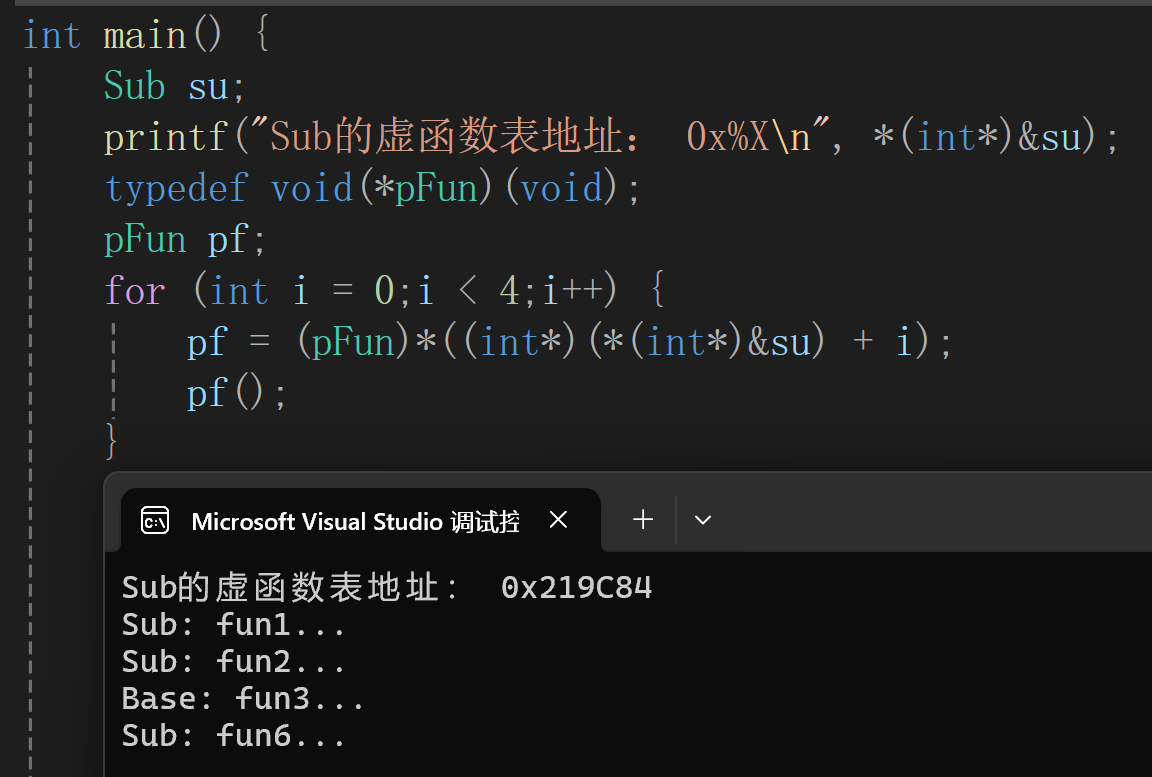 int main() {
Sub su;
printf("Sub的虚函数表地址： 0x%X\n", *(int*)&su);
typedef void(*pFun)(void);
pFun pf;
for (int i = 0;i < 4;i++) {
pf = (pFun)*((int*)(*(int*)&su) + i);
pf();
}
Microsoft Visual Studio 调试控
Sub的虚函数表地址： 0x219C84
Sub: fun1...
Sub: fun2...
Base: fun3...
Sub: fun6...